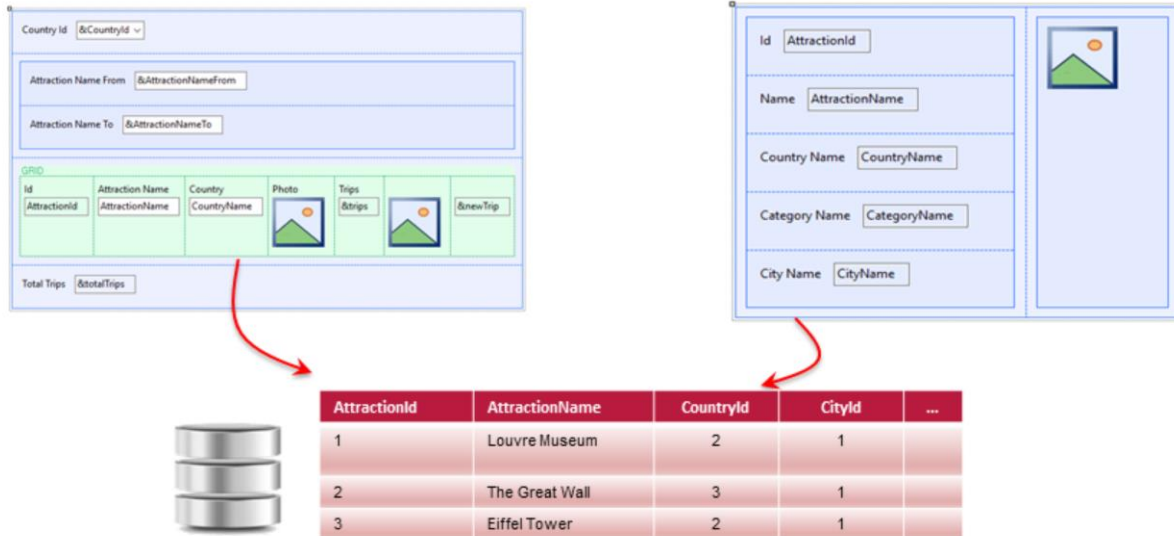 Country Id &CountryId
Attraction Name From &AttractionNameFrom
Attraction Name To &AttractionNameTo
GRID
Id Attraction Name Country Photo Trips
AttractionId AttractionName CountryName &trips &newTrip
Total Trips &totalTrips
Id AttractionId
Name AttractionName
Country Name CountryName
Category Name CategoryName
City Name CityName
AttractionId AttractionName CountryId CityId ...
1 Louvre Museum 2 1
2 The Great Wall 3 1
3 Eiffel Tower 2 1